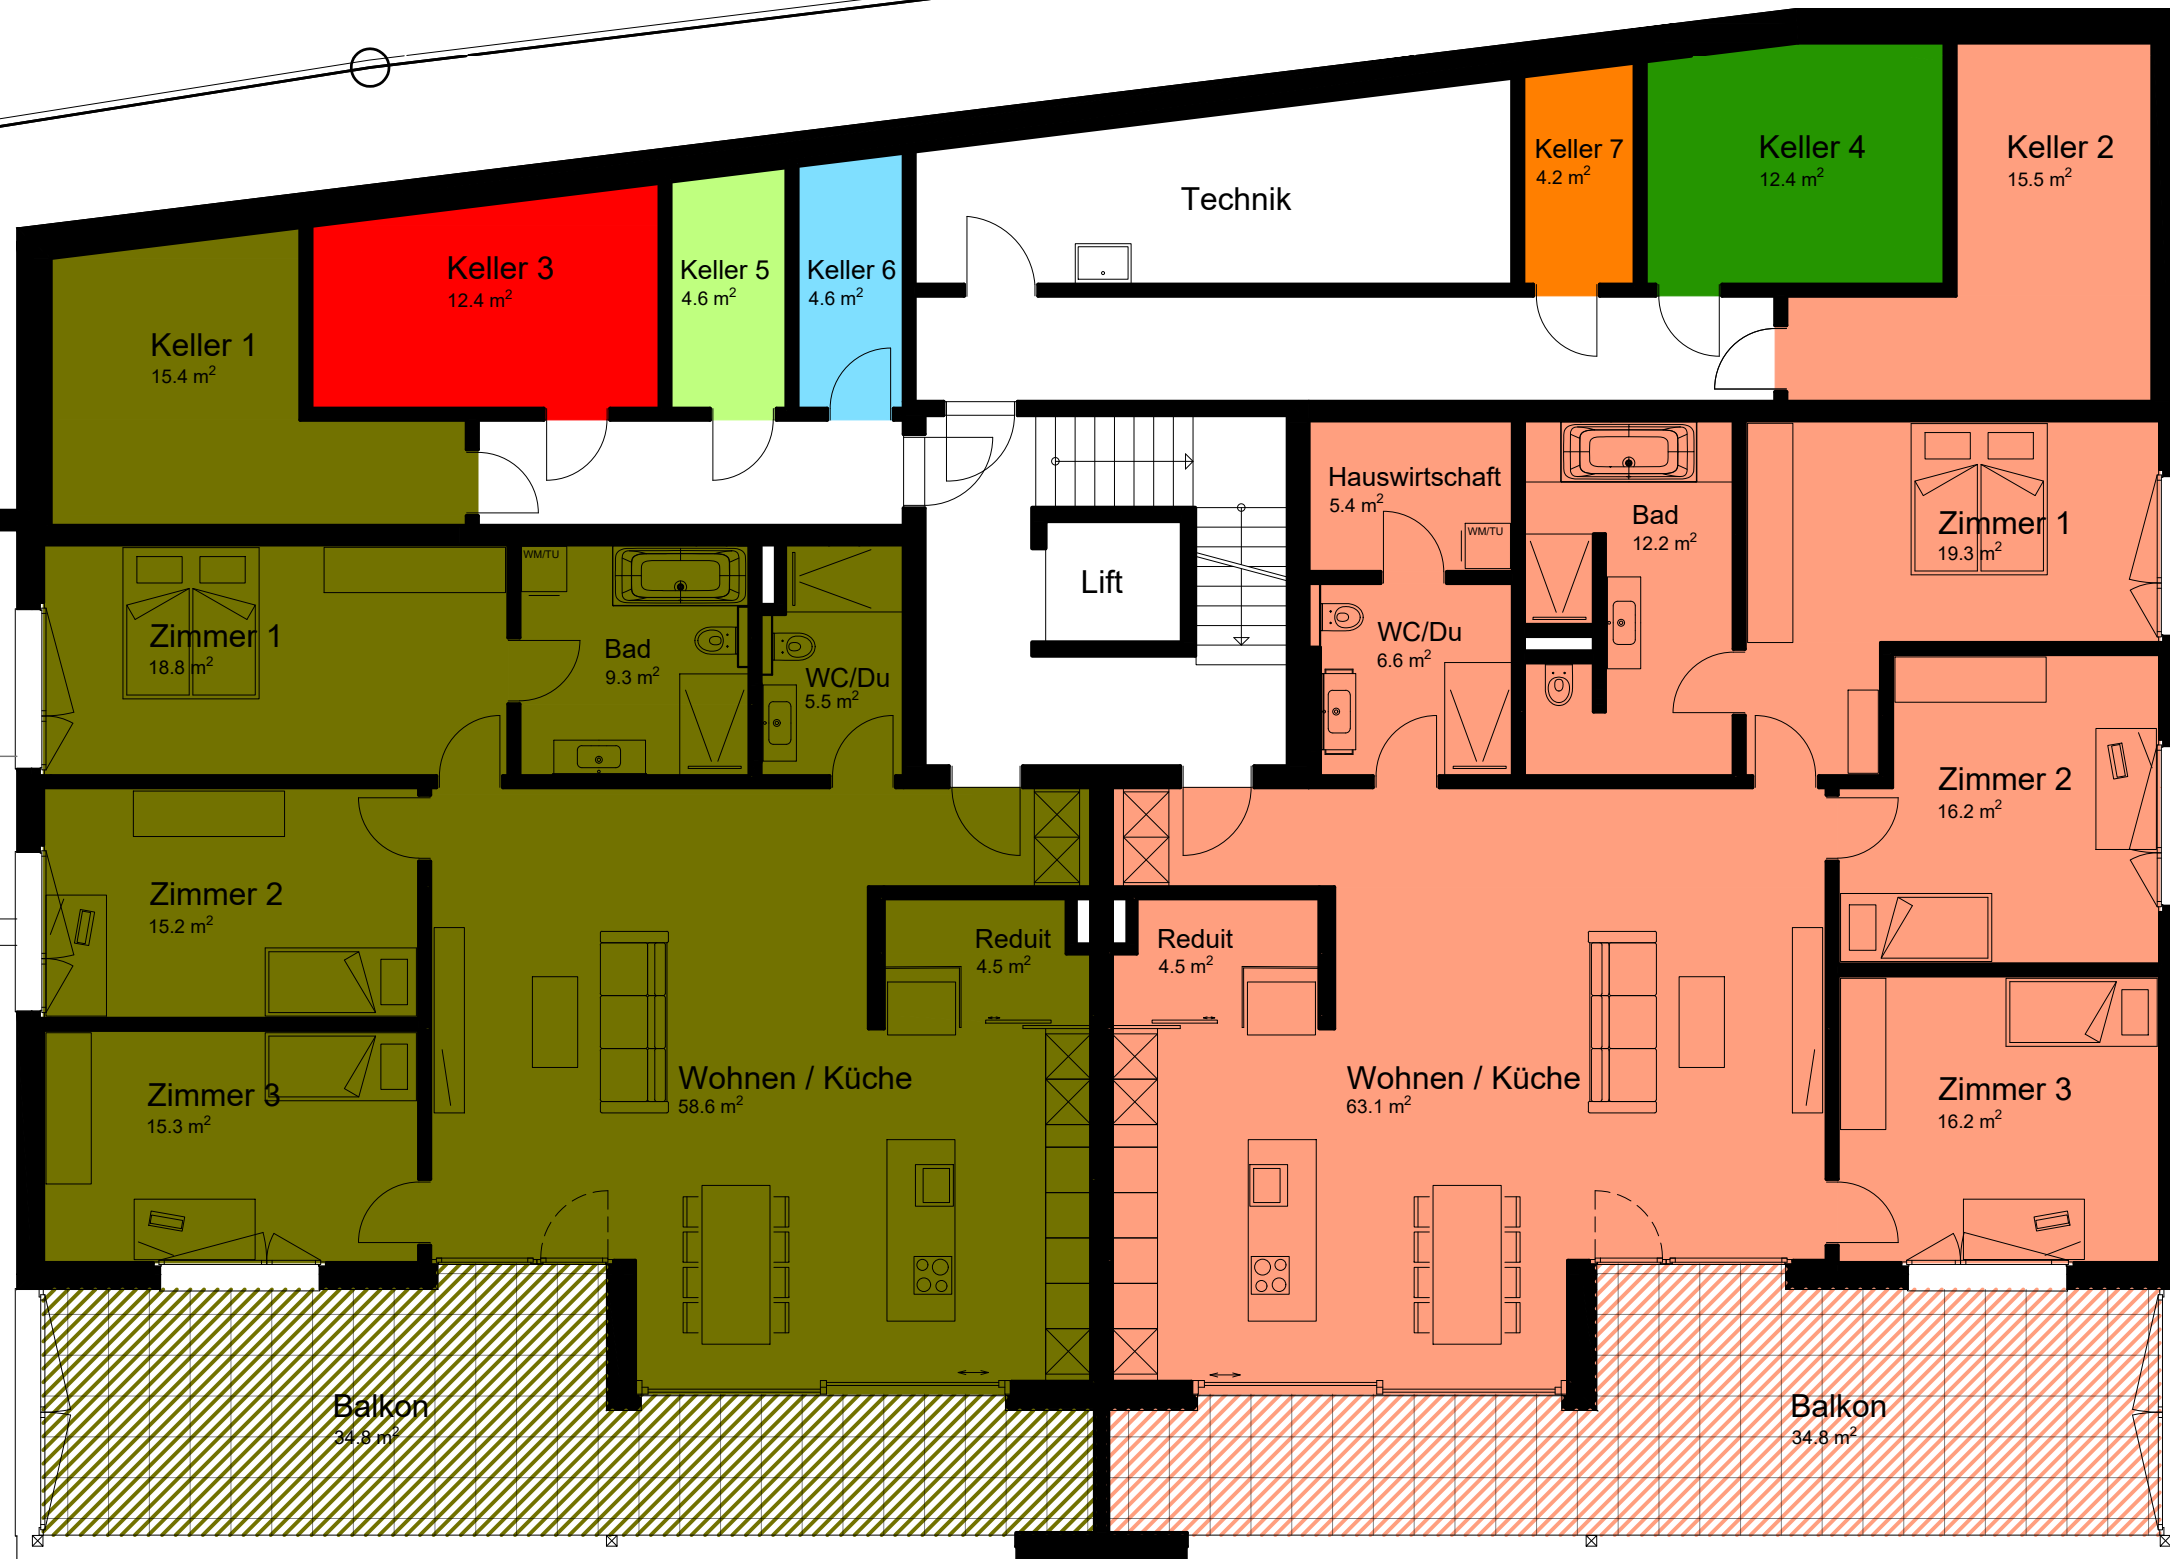 Keller 7
4.2 m²
Keller 4
12.4 m²
Keller 2
15.5 m²
Technik
Keller 3
12.4 m²
Keller 5
4.6 m²
Keller 6
4.6 m²
Keller 1
15.4 m²
Hauswirtschaft
5.4 m²
WM/TU
Bad
12.2 m²
Zimmer 1
19.3 m²
WM/TU
Lift
Zimmer 1
18.8 m²
Bad
9.3 m²
WC/Du
5.5 m²
WC/Du
6.6 m²
Zimmer 2
16.2 m²
Zimmer 2
15.2 m²
Reduit
4.5 m²
Reduit
4.5 m²
Zimmer 3
15.3 m²
Wohnen / Küche
58.6 m²
Wohnen / Küche
63.1 m²
Zimmer 3
16.2 m²
Balkon
34.8 m²
Balkon
34.8 m²